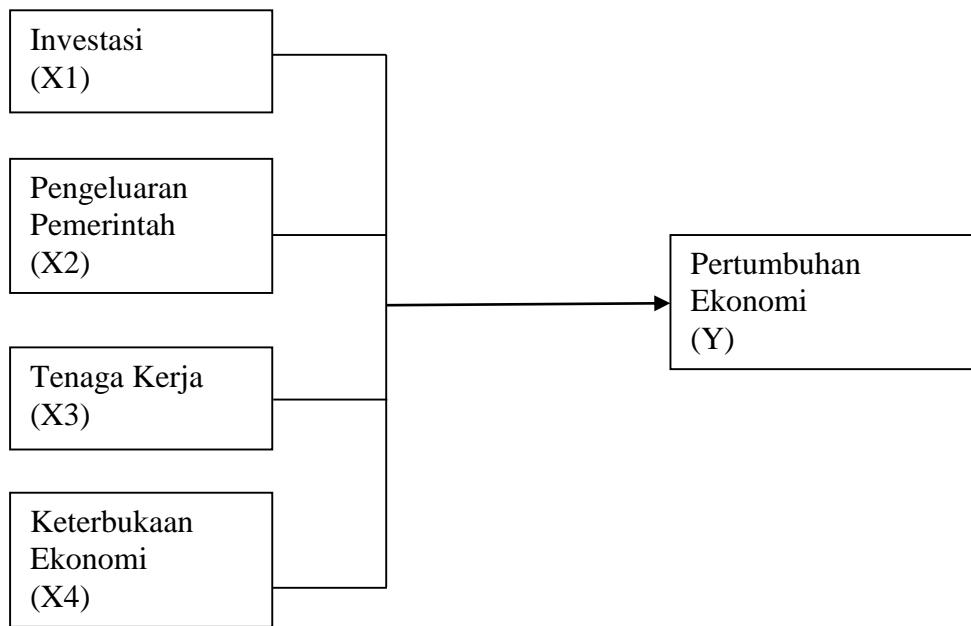 Investasi
(X1)
Pengeluaran
Pemerintah
(X2)
Tenaga Kerja
(X3)
Keterbukaan
Ekonomi
(X4)
Pertumbuhan
Ekonomi
(Y)